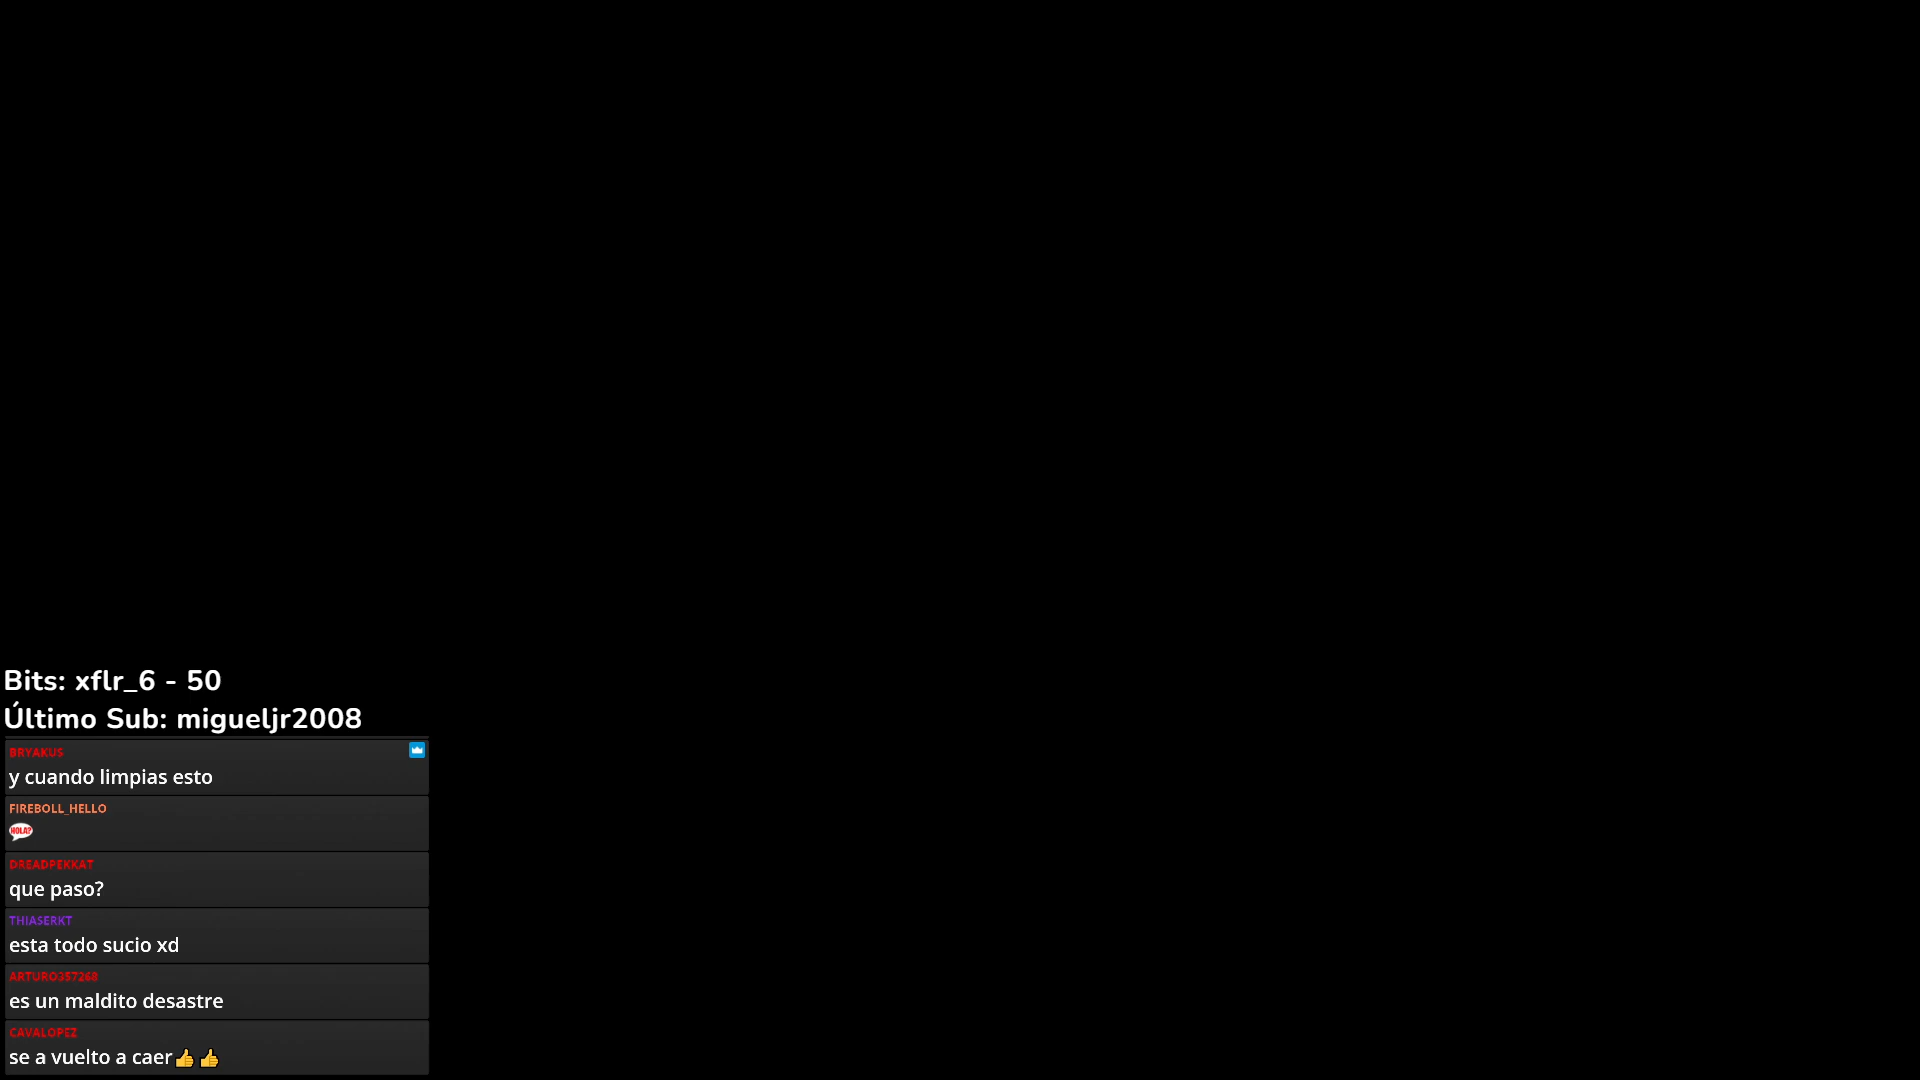 Bits: xflr_6 - 50
Último Sub: migueljr2008
BRYAKUS
y cuando limpias esto
FIREBOLL_HELLO
HOLA?
DREADPEKKAT
que paso?
THIASERKT
esta todo sucio xd
ARTURO357268
es un maldito desastre
CAVALOPEZ
se a vuelto a caer👍👍